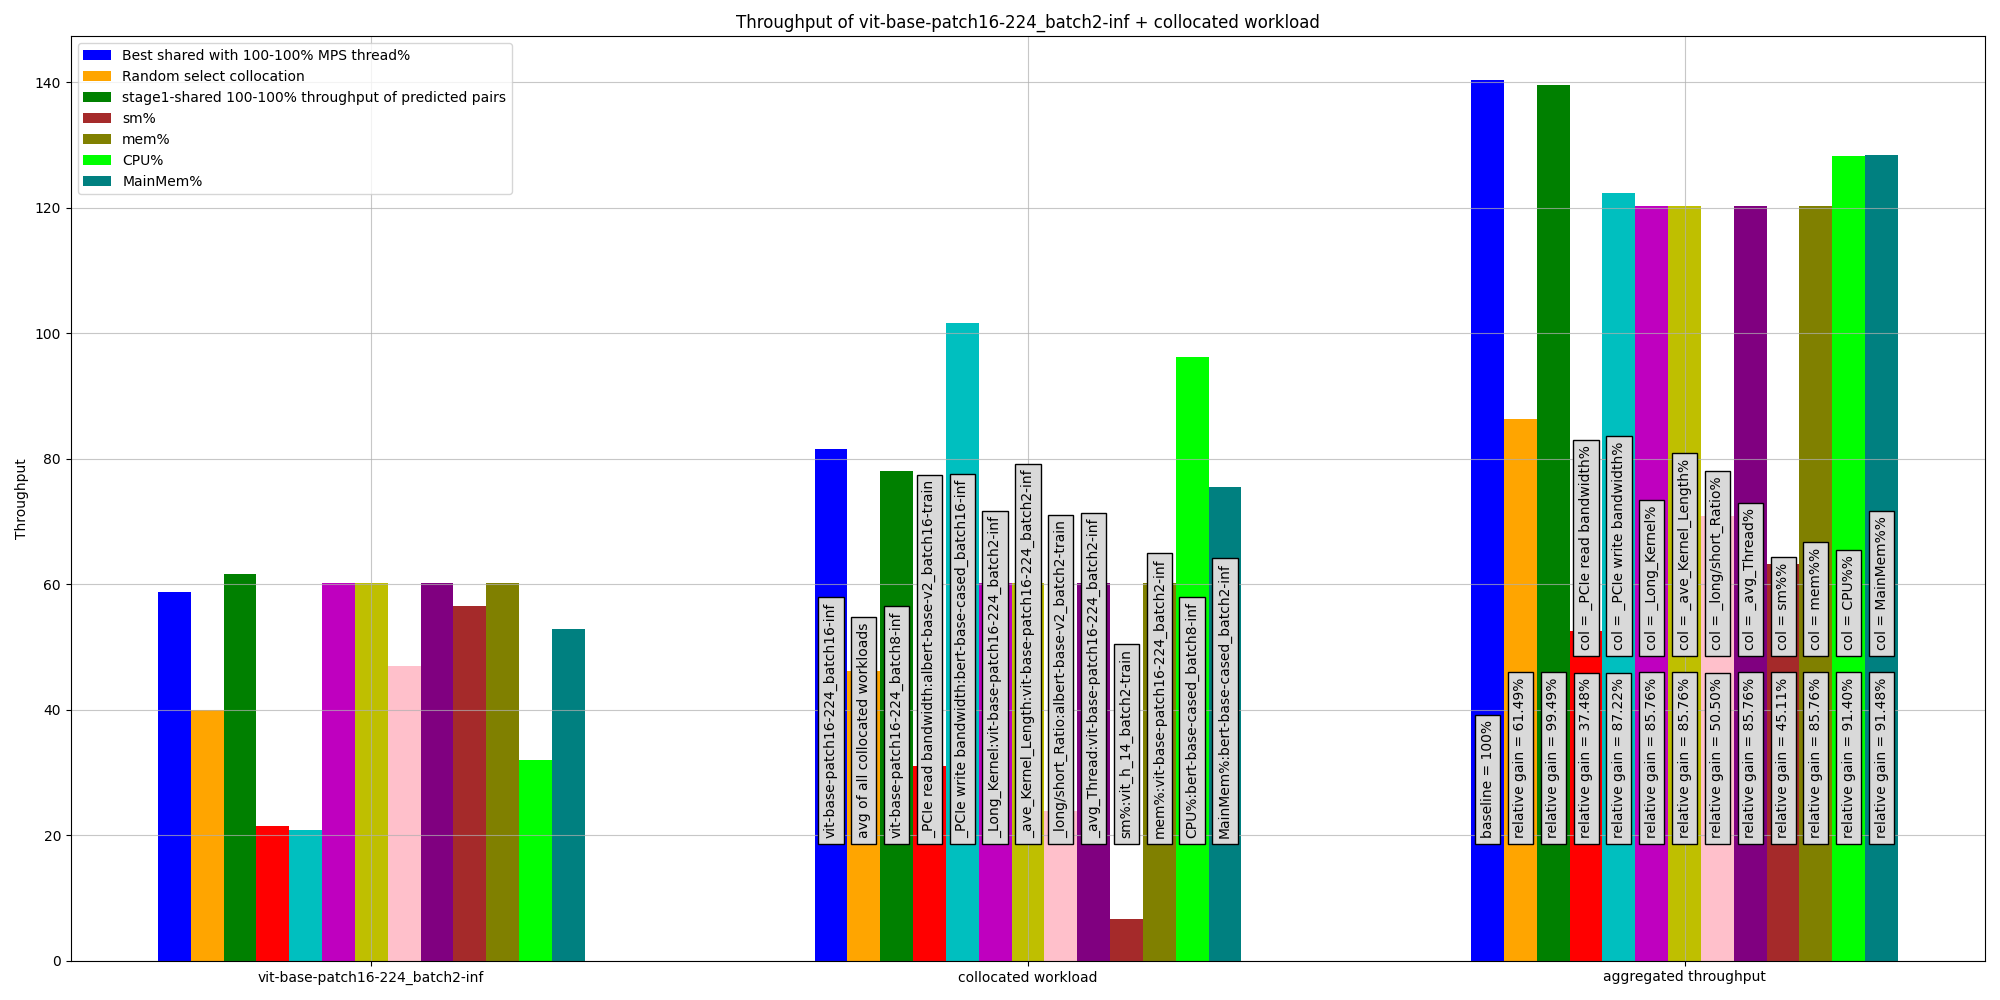 Throughput of vit-base-patch16-224_batch2-inf + collocated workload
Best shared with 100-100% MPS thread%
Random select collocation
stage1-shared 100-100% throughput of predicted pairs
sm%
mem%
CPU%
MainMem%
Throughput
140
120
100
80
60
40
20
0
vit-base-patch16-224_batch16-inf
avg of all collocated workloads
vit-base-patch16-224_batch8-inf
_PCIe read bandwidth:albert-base-v2_batch16-train
_PCIe write bandwidth:bert-base-cased_batch16-inf
_Long_Kernel:vit-base-patch16-224_batch2-inf
_ave_Kernel_Length:vit-base-patch16-224_batch2-inf
_long/short_Ratio:albert-base-v2_batch2-train
_avg_Thread:vit-base-patch16-224_batch2-inf
sm%:vit_h_14_batch2-train
mem%:vit-base-patch16-224_batch2-inf
CPU%:bert-base-cased_batch8-inf
MainMem%:bert-base-cased_batch2-inf
col = _PCIe read bandwidth%
col = _PCIe write bandwidth%
col = _Long_Kernel%
col = _ave_Kernel_Length%
col = _long/short_Ratio%
col = _avg_Thread%
col = sm%%
col = mem%%
col = CPU%%
col = MainMem%%
baseline = 100%
relative gain = 61.49%
relative gain = 99.49%
relative gain = 37.48%
relative gain = 87.22%
relative gain = 85.76%
relative gain = 85.76%
relative gain = 50.50%
relative gain = 85.76%
relative gain = 45.11%
relative gain = 85.76%
relative gain = 91.40%
relative gain = 91.48%
vit-base-patch16-224_batch2-inf
collocated workload
aggregated throughput